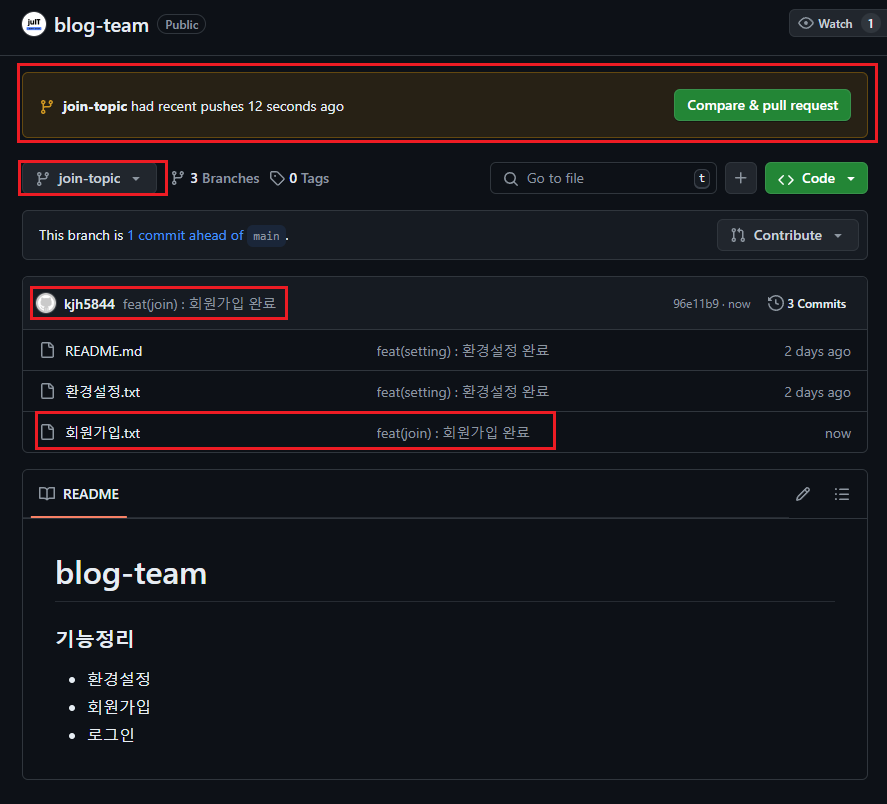 juIT
blog-team Public
Watch 1
join-topic had recent pushes 12 seconds ago
Compare & pull request
join-topic 3 Branches 0 Tags
Go to file t
Code
This branch is 1 commit ahead of main .
Contribute
kjh5844 feat(join) : 회원가입 완료 96e11b9 · now 3 Commits
README.md feat(setting) : 환경설정 완료 2 days ago
환경설정.txt feat(setting) : 환경설정 완료 2 days ago
회원가입.txt feat(join) : 회원가입 완료 now
README
blog-team
기능정리
환경설정
회원가입
로그인